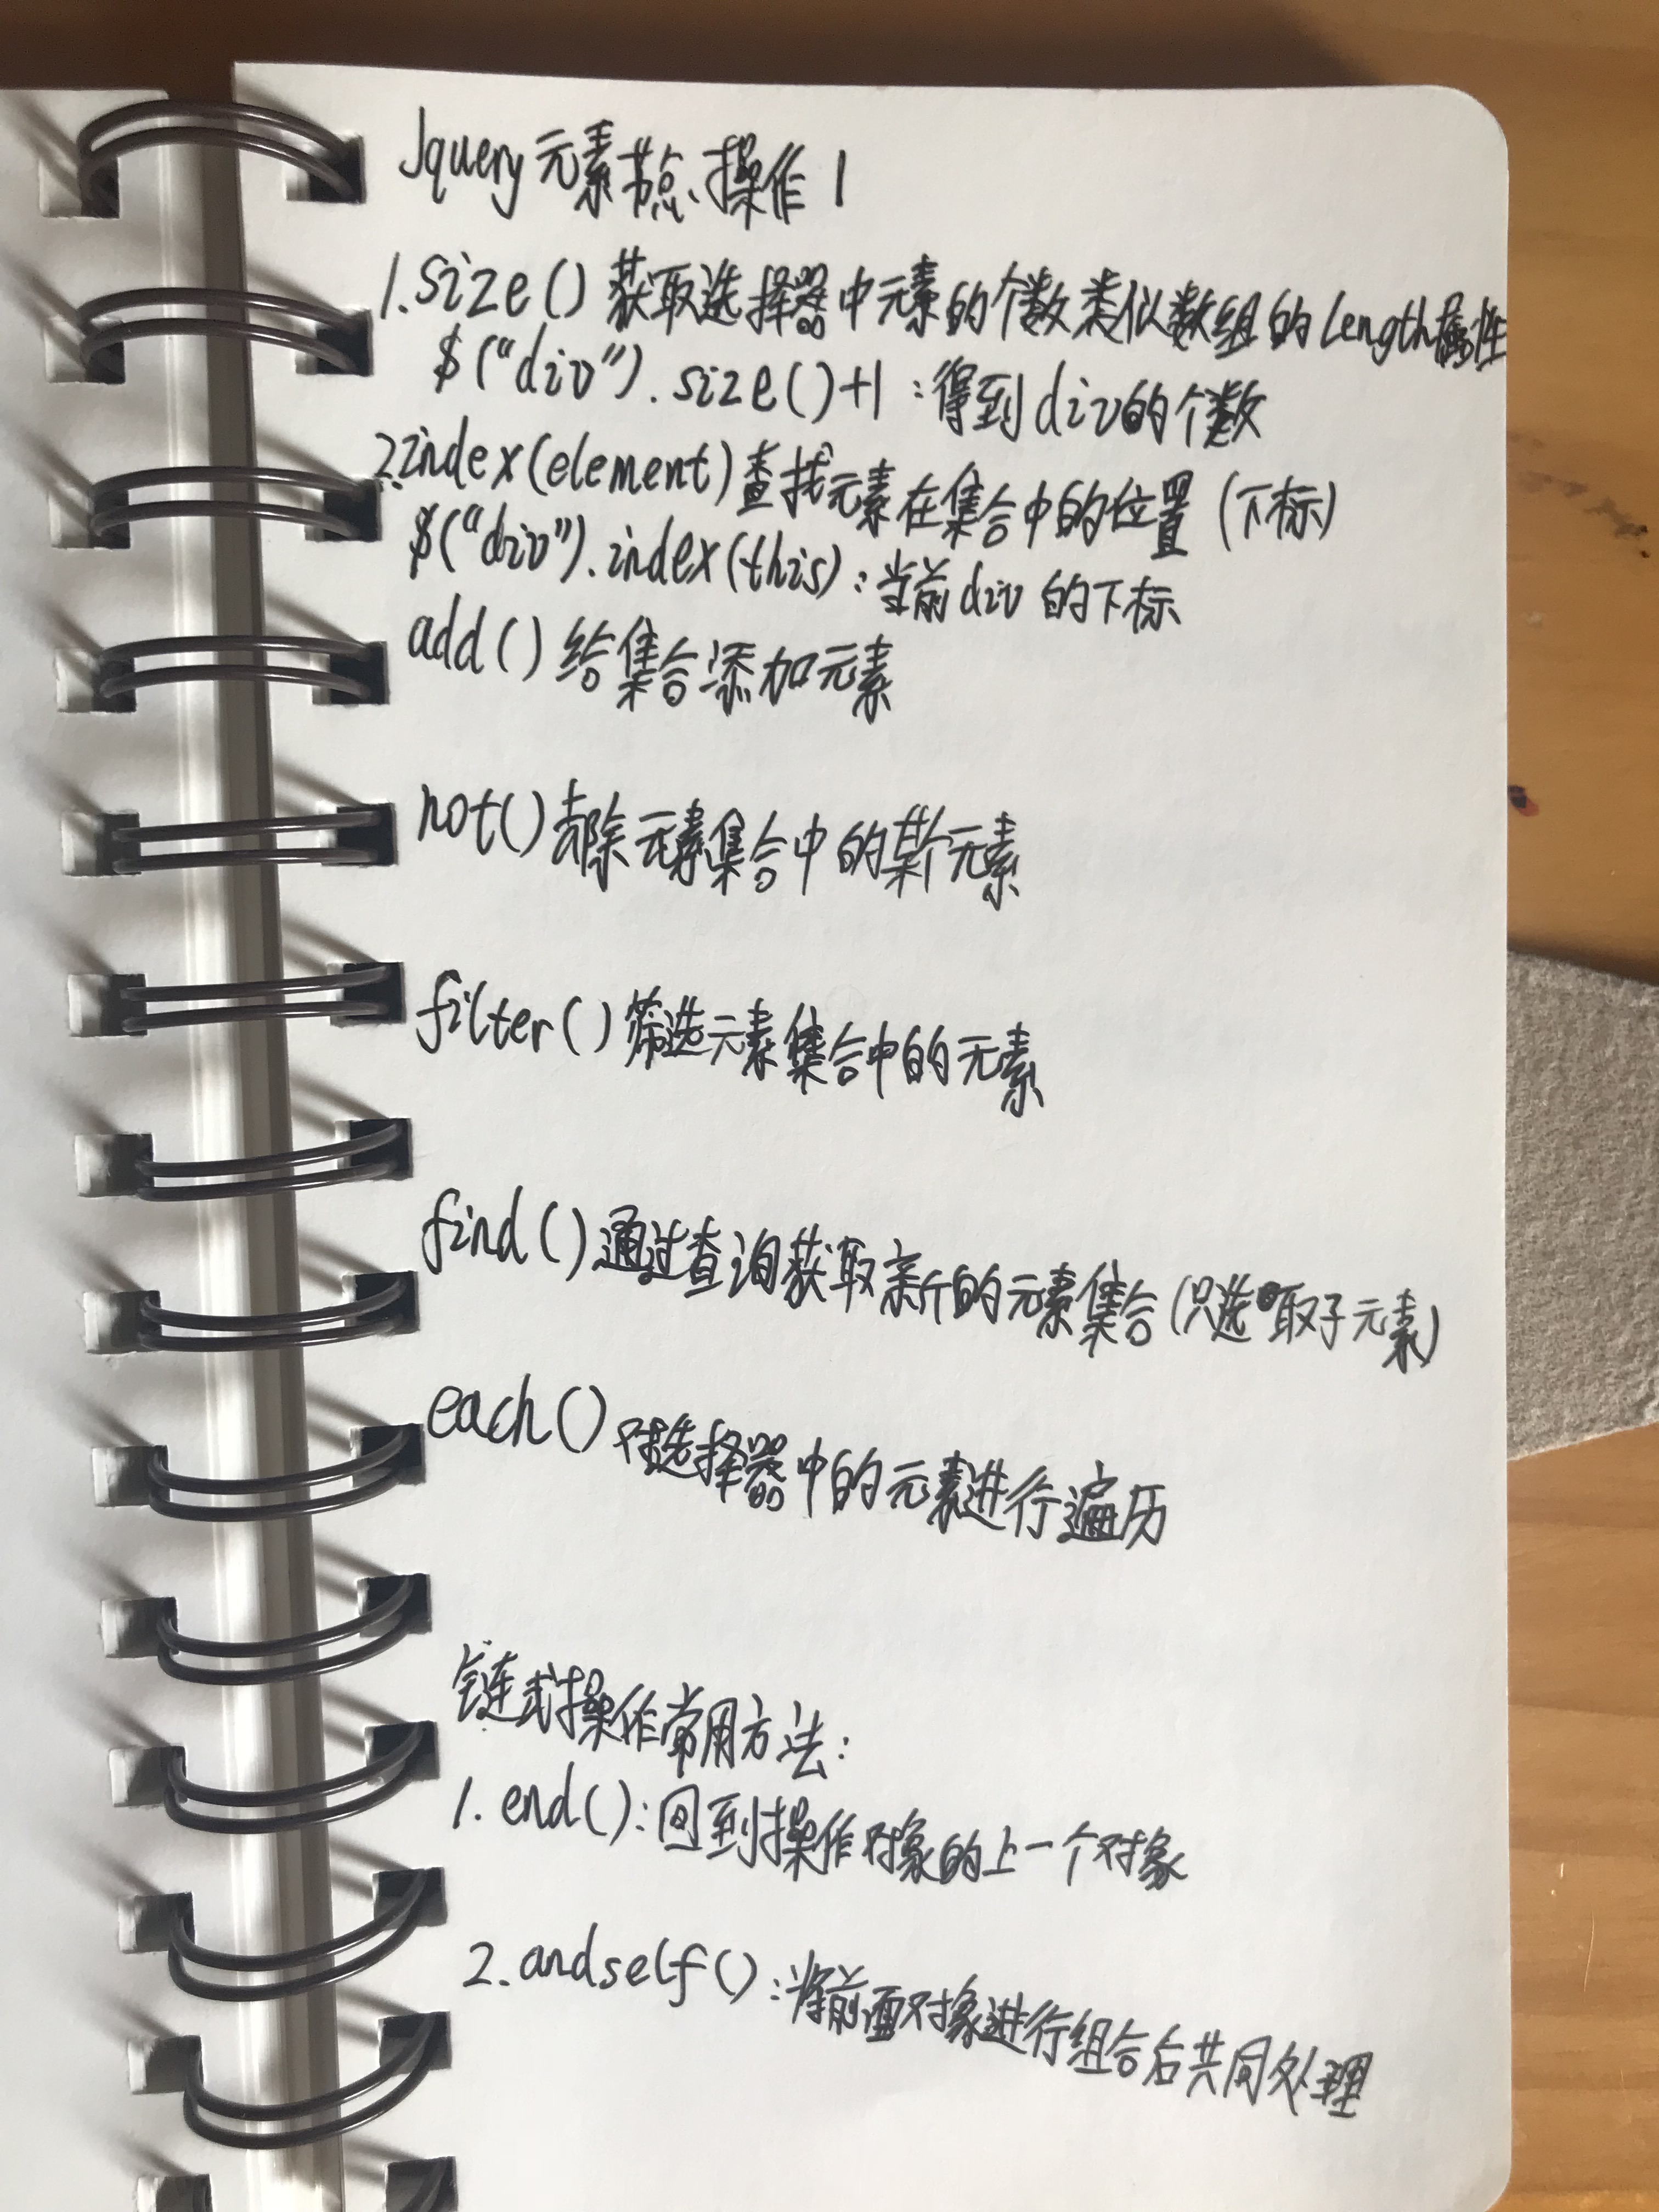 Jquery元素节点操作1
1.size()获取选择器中元素的个数类似数组的length属性
$("div").size()+1:得到div的个数
2.index(element)查找元素在集合中的位置(下标)
$("div").index(this):当前div的下标
add()给集合添加元素
not()去除元素集合中的某个元素
filter()筛选元素集合中的元素
find()通过查询获取新的元素集合(只选取子元素)
each()对选择器中的元素进行遍历
链式操作常用方法:
1.end():回到操作对象的上一个对象
2.andself():将前面对象进行组合后共同处理